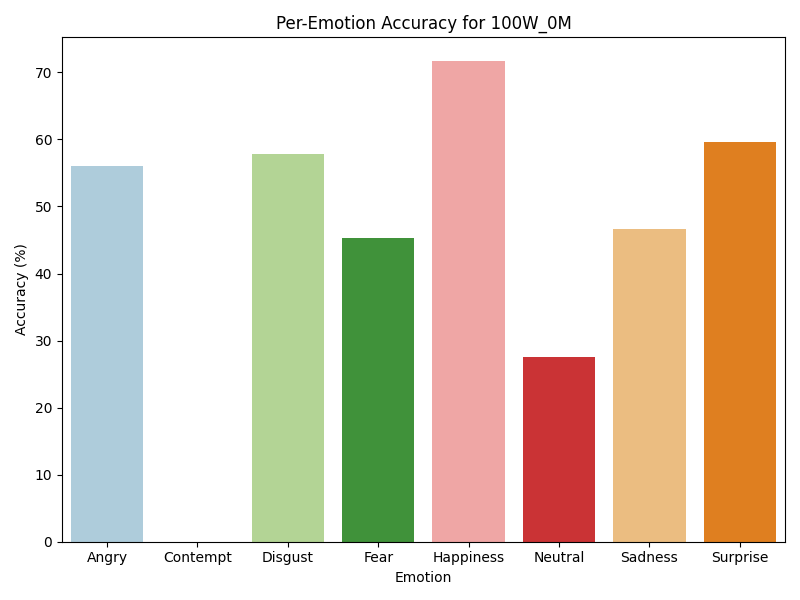 Per-Emotion Accuracy for 100W_0M
Accuracy (%)
70
60
50
40
30
20
10
0
Angry Contempt Disgust Fear Happiness Neutral Sadness Surprise
Emotion